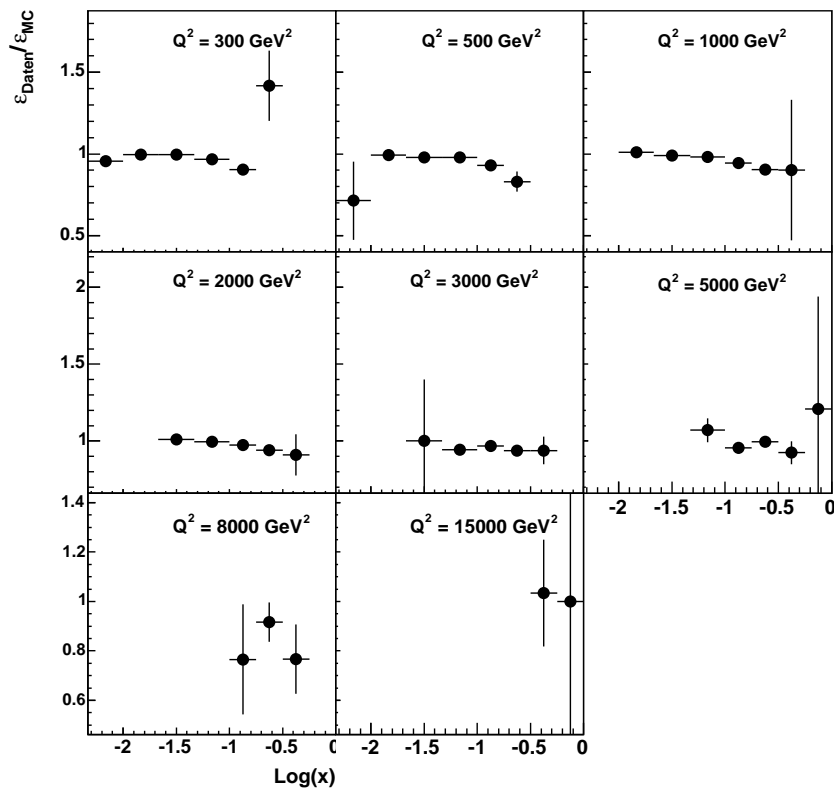 ε_Daten/ε_MC
Q² = 300 GeV² Q² = 500 GeV² Q² = 1000 GeV²
1.5
1
0.5
Q² = 2000 GeV² Q² = 3000 GeV² Q² = 5000 GeV²
2
1.5
1
-2 -1.5 -1 -0.5 0
Q² = 8000 GeV² Q² = 15000 GeV²
1.4
1.2
1
0.8
0.6
-2 -1.5 -1 -0.5 0 -2 -1.5 -1 -0.5 0
Log(x)